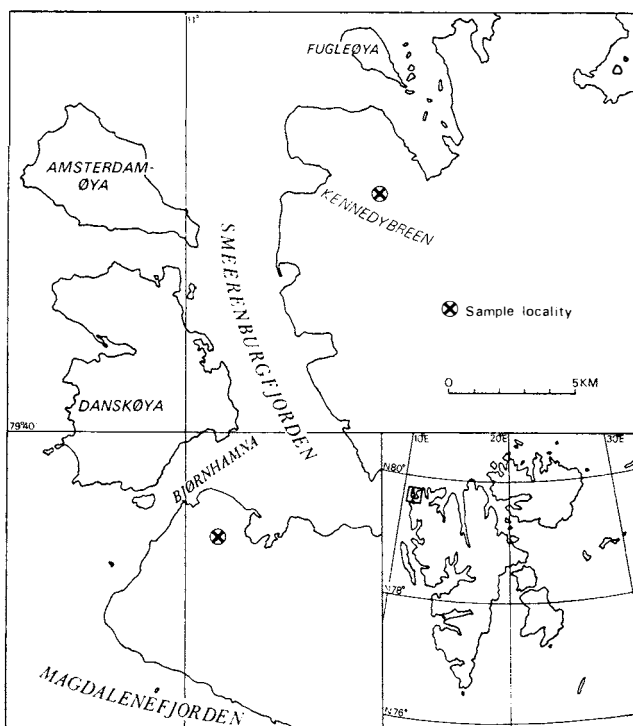 11°
FUGLEØYA
AMSTERDAM-
ØYA
KENNEDYBREEN
SMEERENBURGFJORDEN
Sample locality
0 5KM
DANSKØYA
79°40
BJØRNHAMNA
10E 20E 30E
N80°
N78°
N76°
MAGDALENEFJORDEN